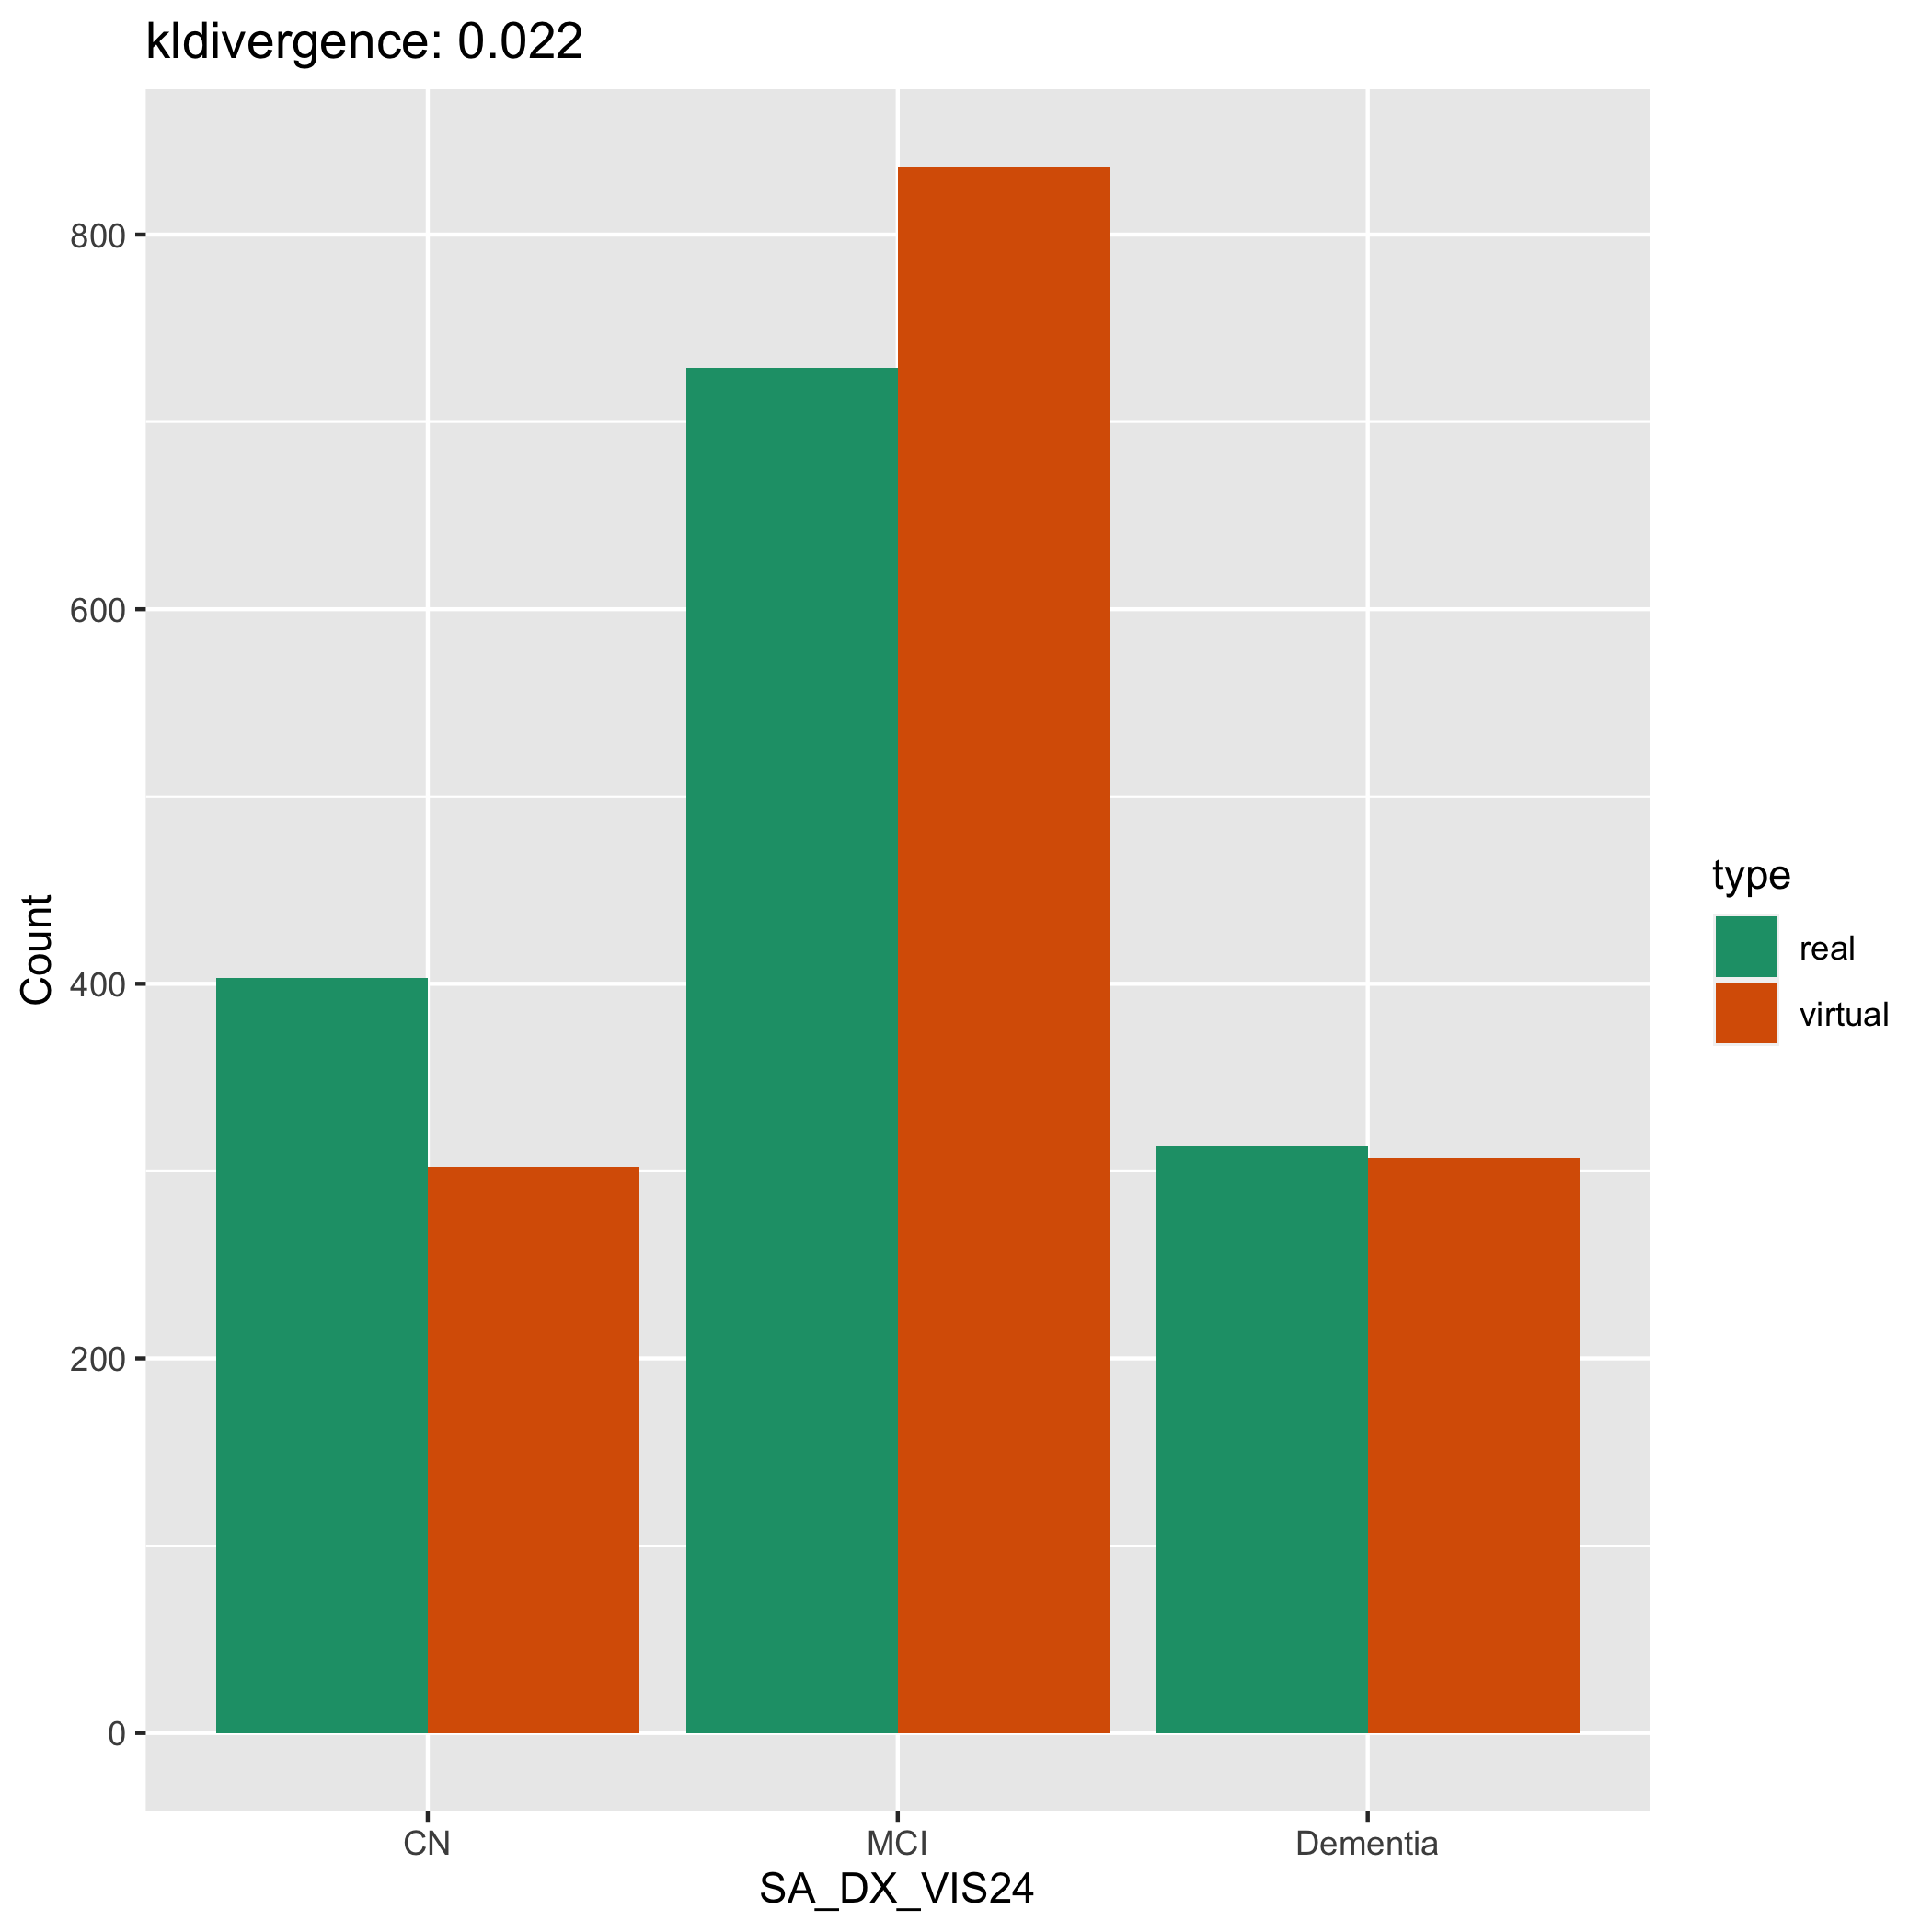 kldivergence: 0.022
800
600
400
200
0
Count
CN
MCI
Dementia
SA_DX_VIS24
type
real
virtual